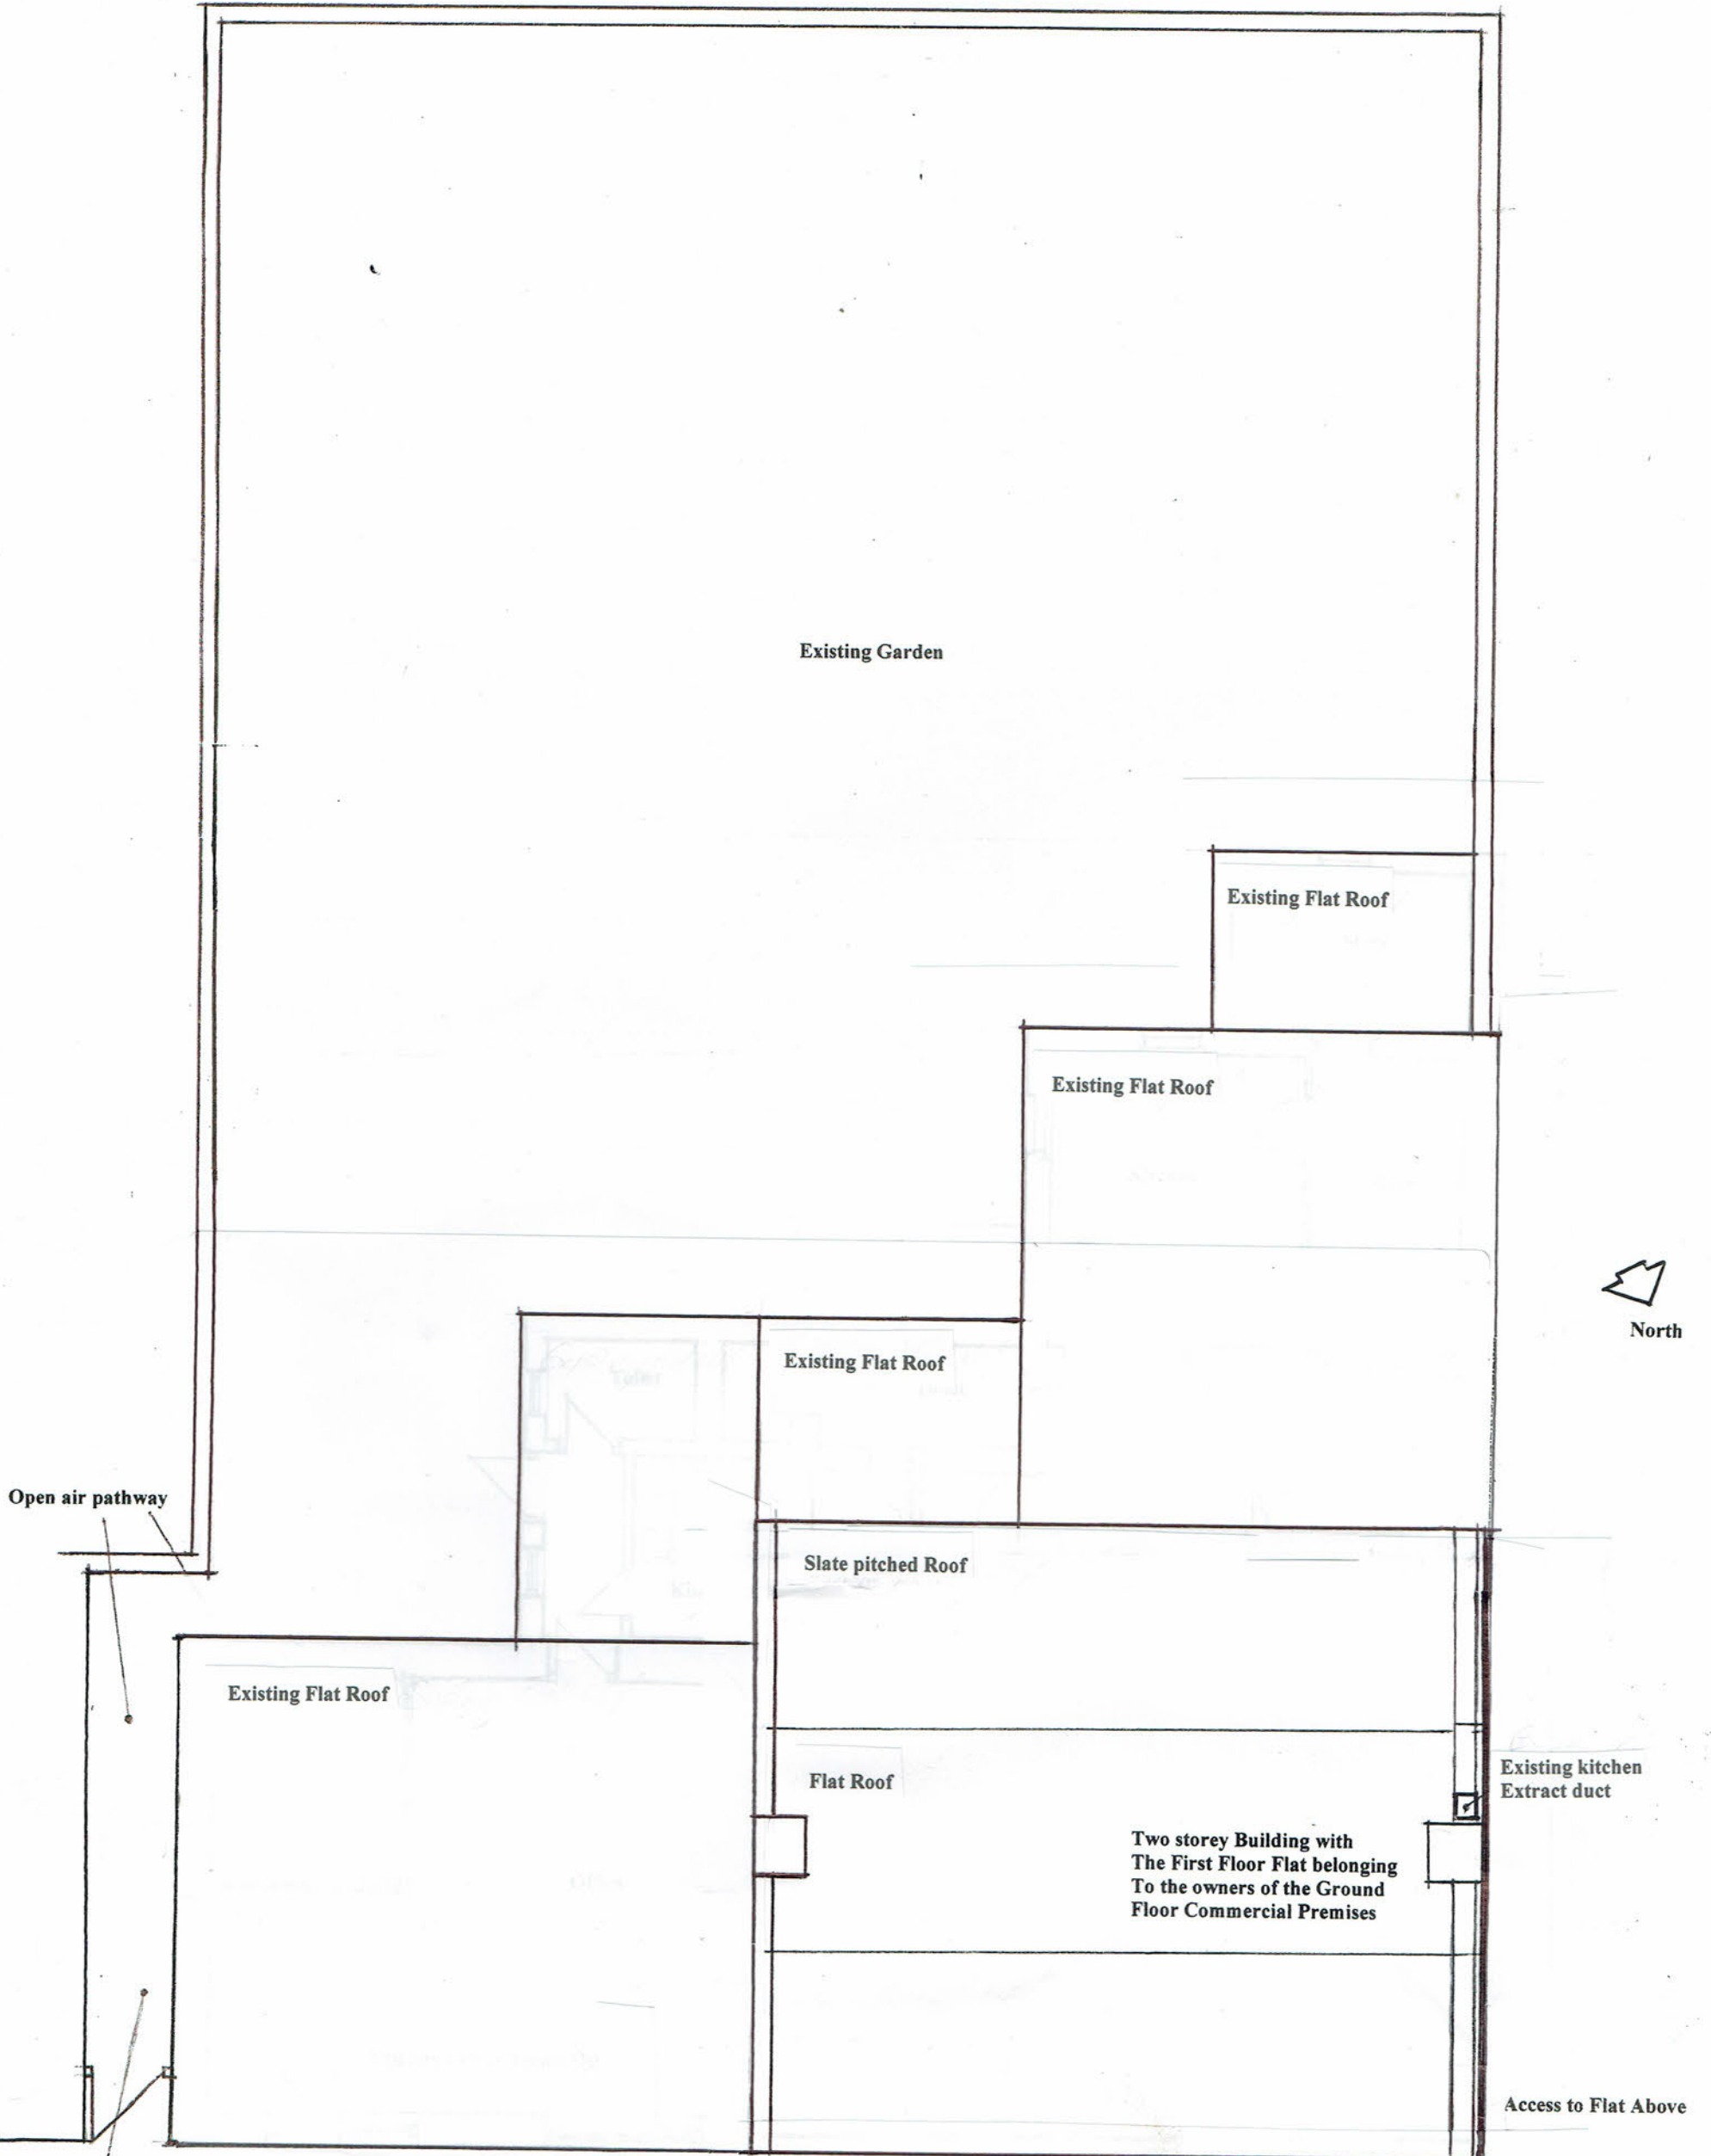 Existing Garden
Existing Flat Roof
Existing Flat Roof
North
Existing Flat Roof
Open air pathway
Slate pitched Roof
Existing Flat Roof
Existing kitchen
Extract duct
Flat Roof
Two storey Building with
The First Floor Flat belonging
To the owners of the Ground
Floor Commercial Premises
Access to Flat Above